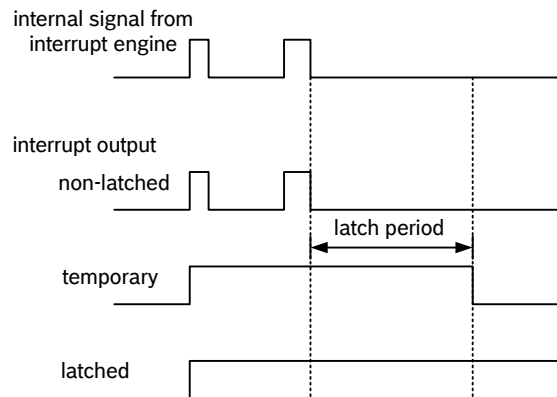 internal signal from
interrupt engine
interrupt output
non-latched
latch period
temporary
latched